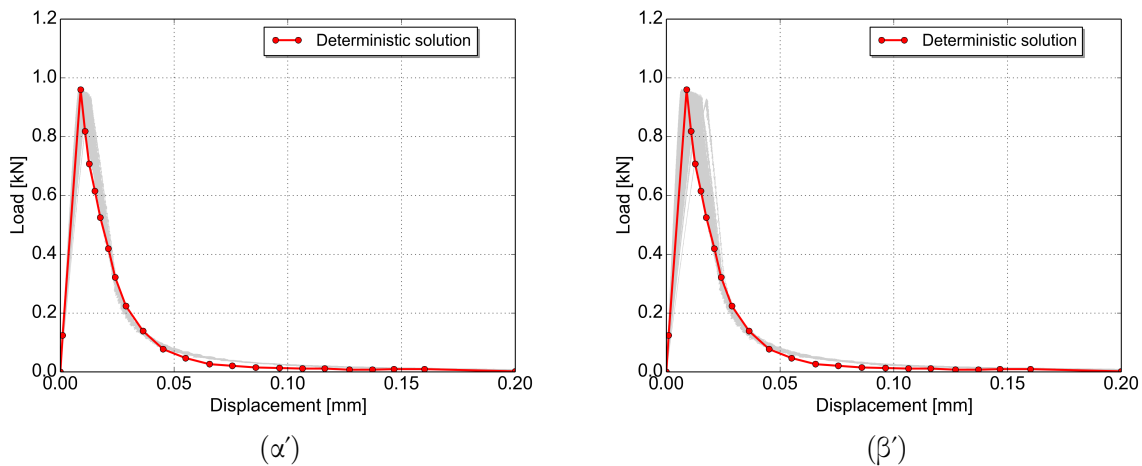 1.2
1.0
0.8
0.6
0.4
0.2
0.0
Load [kN]
Deterministic solution
0.00 0.05 0.10 0.15 0.20
Displacement [mm]
(α′)
1.2
1.0
0.8
0.6
0.4
0.2
0.0
Load [kN]
Deterministic solution
0.00 0.05 0.10 0.15 0.20
Displacement [mm]
(β′)